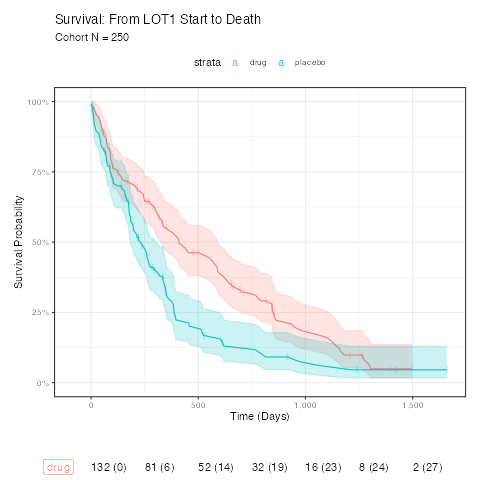 Survival: From LOT1 Start to Death
Cohort N = 250
strata a drug a placebo
100%
75%
50%
25%
0%
Survival Probability
0 500 1,000 1,500
Time (Days)
drug 132 (0) 81 (6) 52 (14) 32 (19) 16 (23) 8 (24) 2 (27)